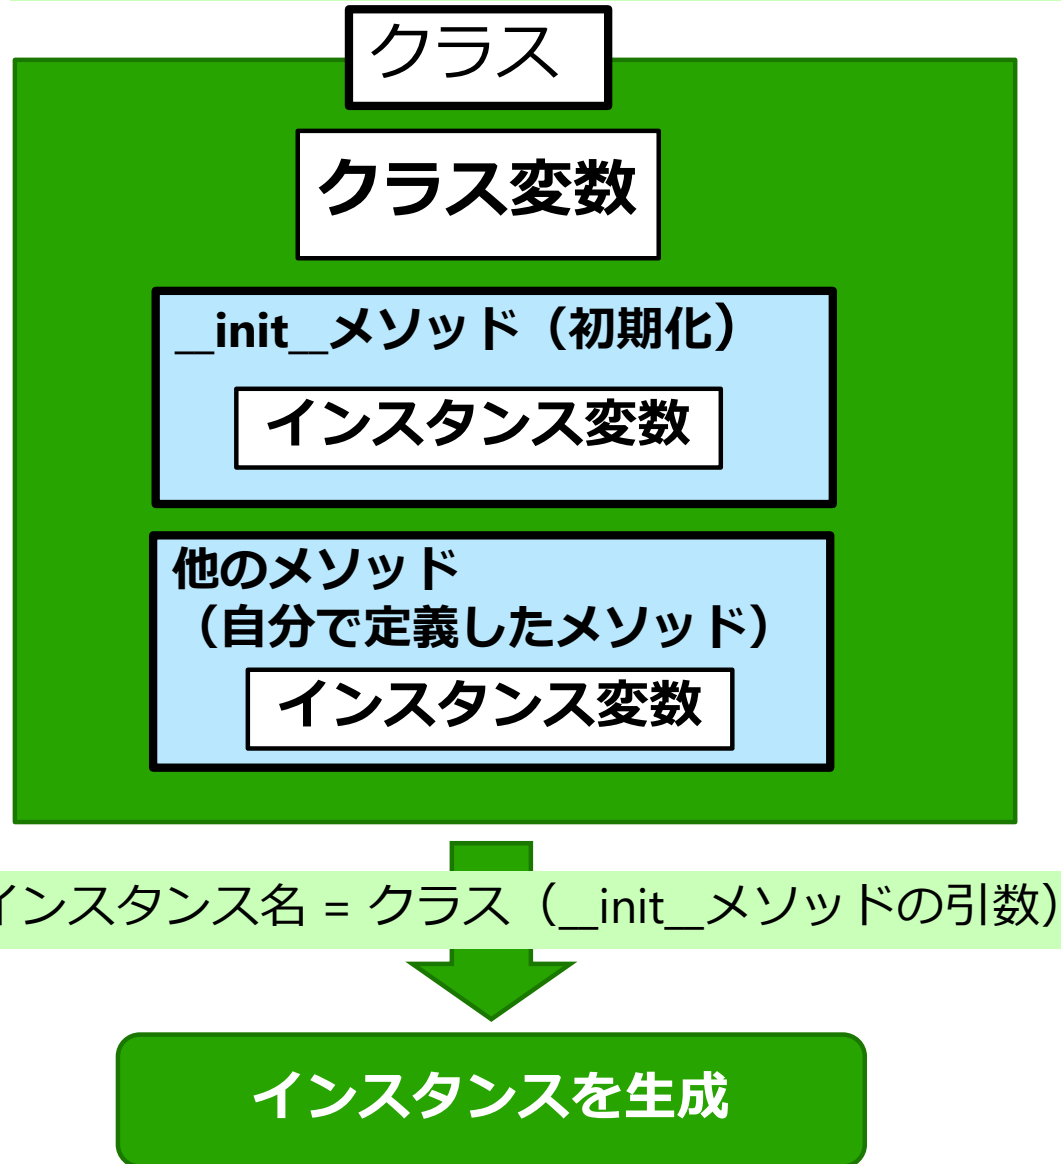 クラス
クラス変数
__init__メソッド（初期化）
インスタンス変数
他のメソッド
（自分で定義したメソッド）
インスタンス変数
インスタンス名 = クラス（__init__メソッドの引数）
インスタンスを生成